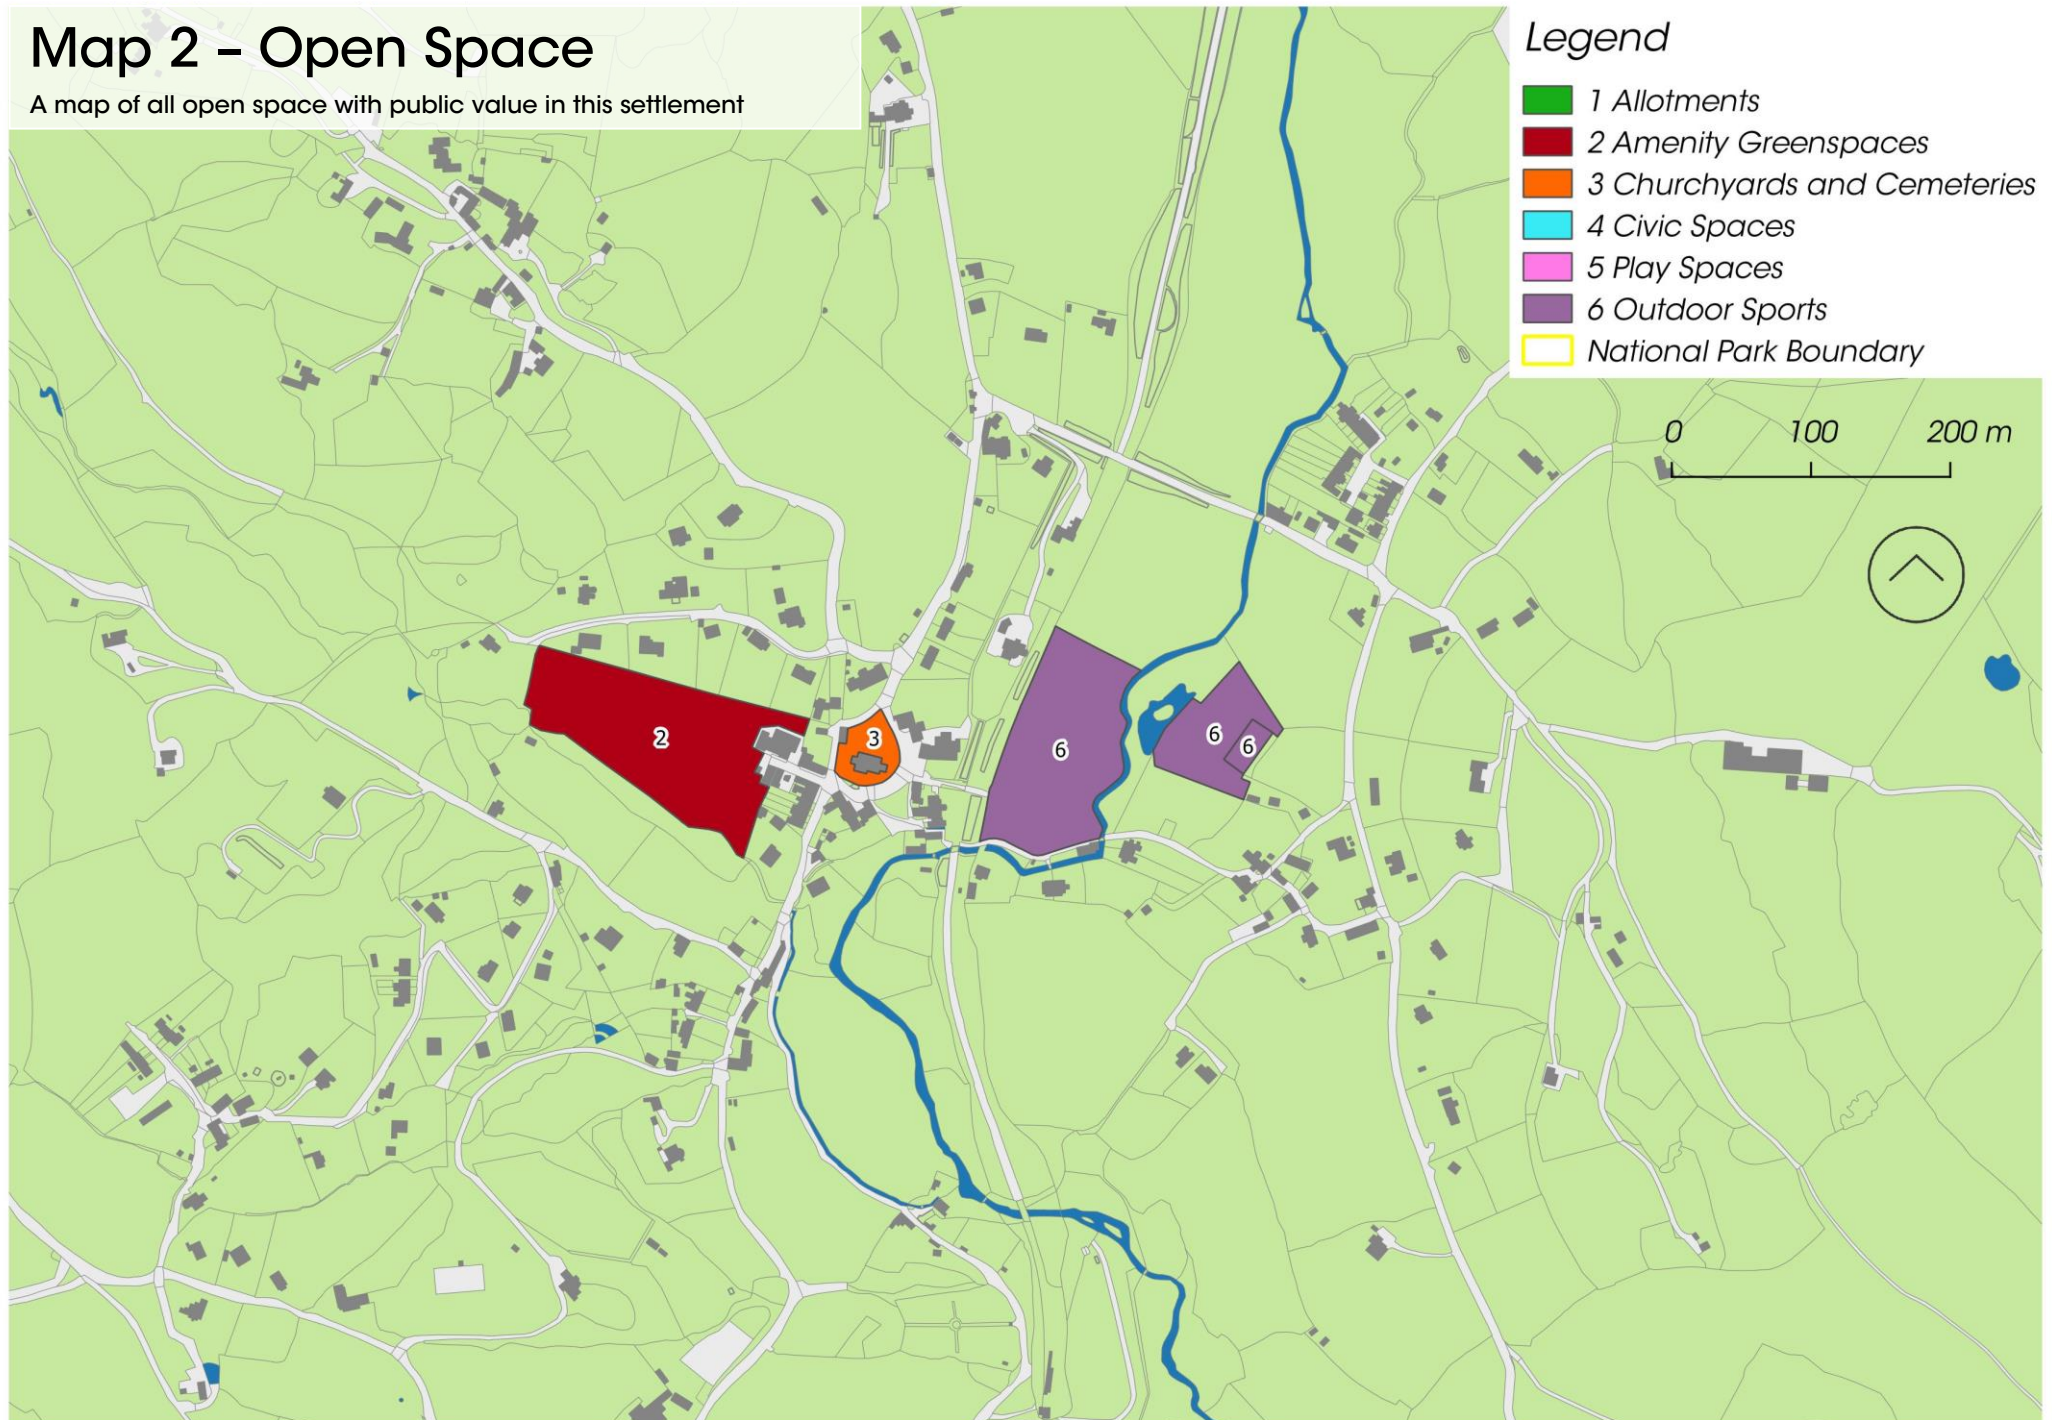 Map 2 – Open Space
A map of all open space with public value in this settlement
Legend
1 Allotments
2 Amenity Greenspaces
3 Churchyards and Cemeteries
4 Civic Spaces
5 Play Spaces
6 Outdoor Sports
National Park Boundary
0 100 200 m
2
3
6
6
6